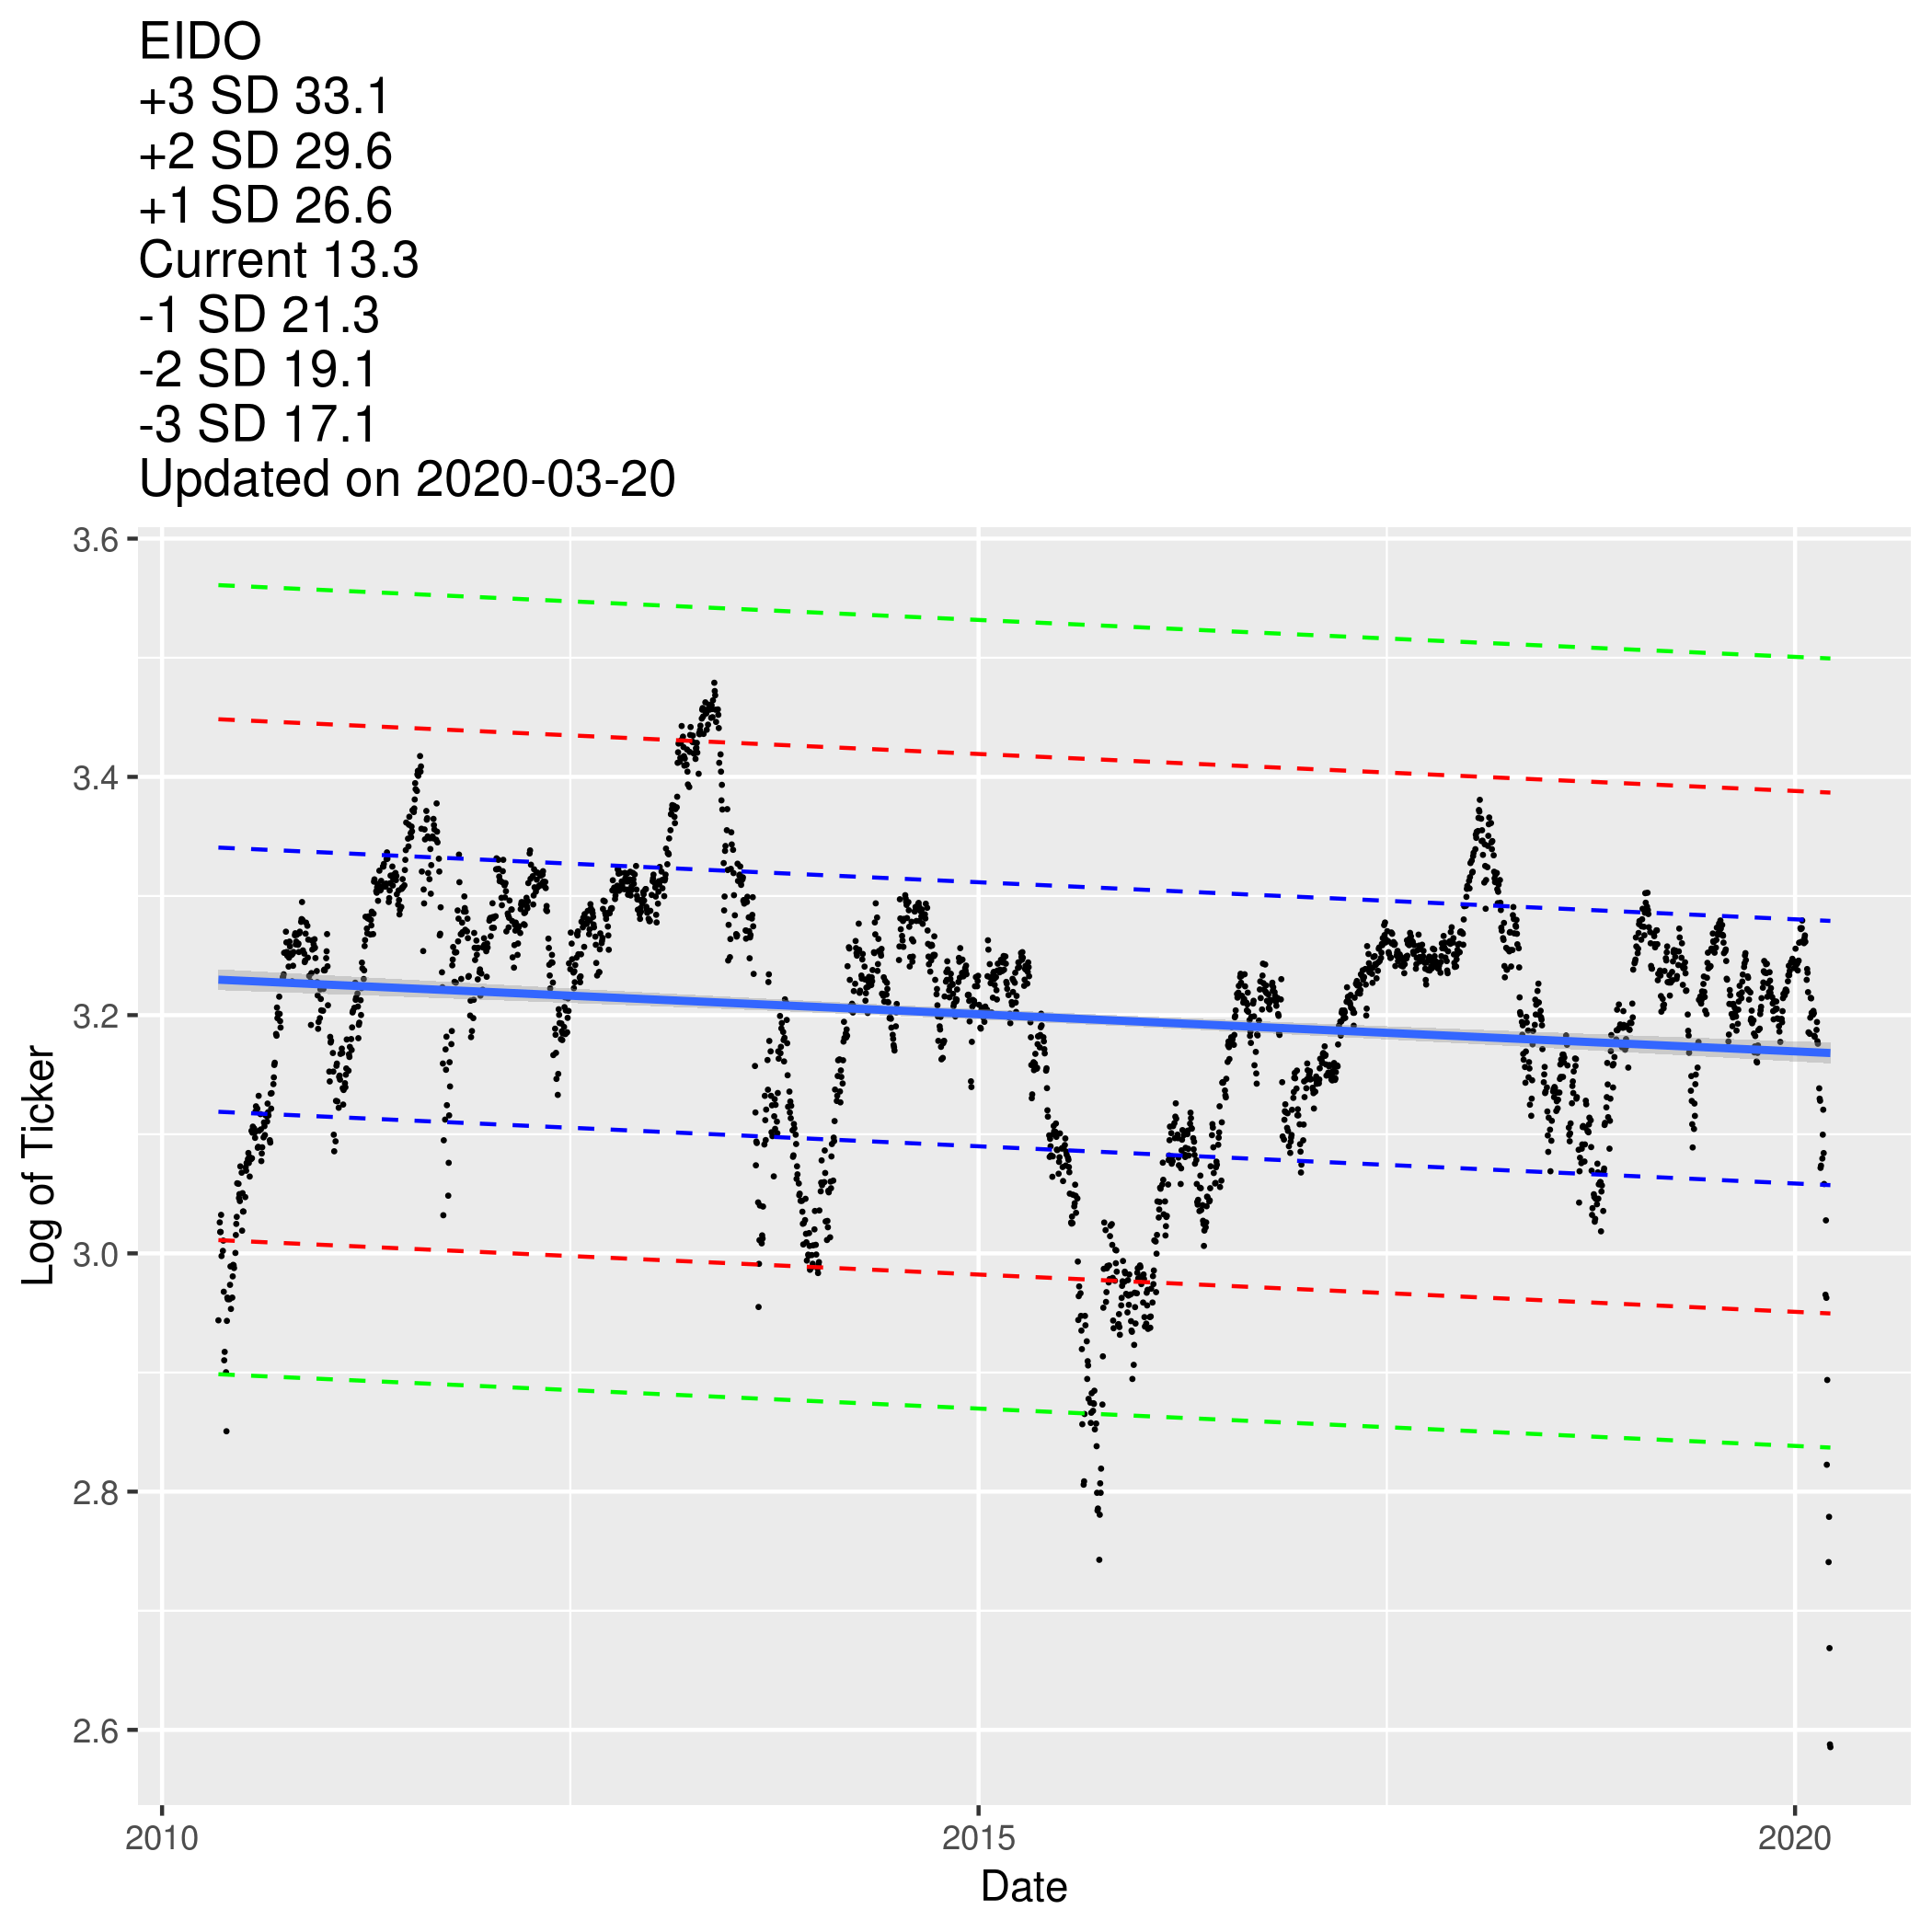 EIDO
+3 SD 33.1
+2 SD 29.6
+1 SD 26.6
Current 13.3
-1 SD 21.3
-2 SD 19.1
-3 SD 17.1
Updated on 2020-03-20
3.6
3.4
3.2
3.0
2.8
2.6
Log of Ticker
2010
2015
2020
Date